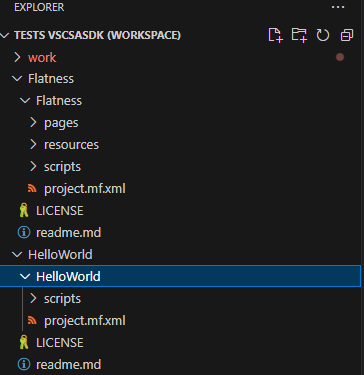 EXPLORER
TESTS VSCSASDK (WORKSPACE)
work
Flatness
Flatness
pages
resources
scripts
project.mf.xml
LICENSE
readme.md
HelloWorld
HelloWorld
scripts
project.mf.xml
LICENSE
readme.md